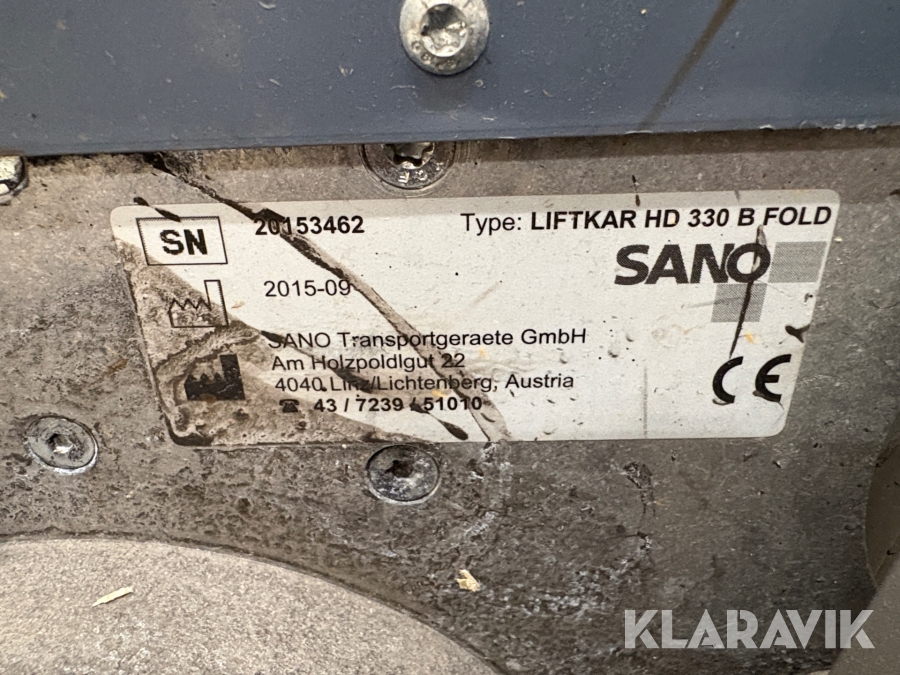 SN 20153462 Type: LIFTKAR HD 330 B FOLD
SANO
2015-09
SANO Transportgeraete GmbH
Am Holzpoldlgut 22
4040 Linz/Lichtenberg, Austria
☎ 43 / 7239 / 51010
CE
KLARAVIK